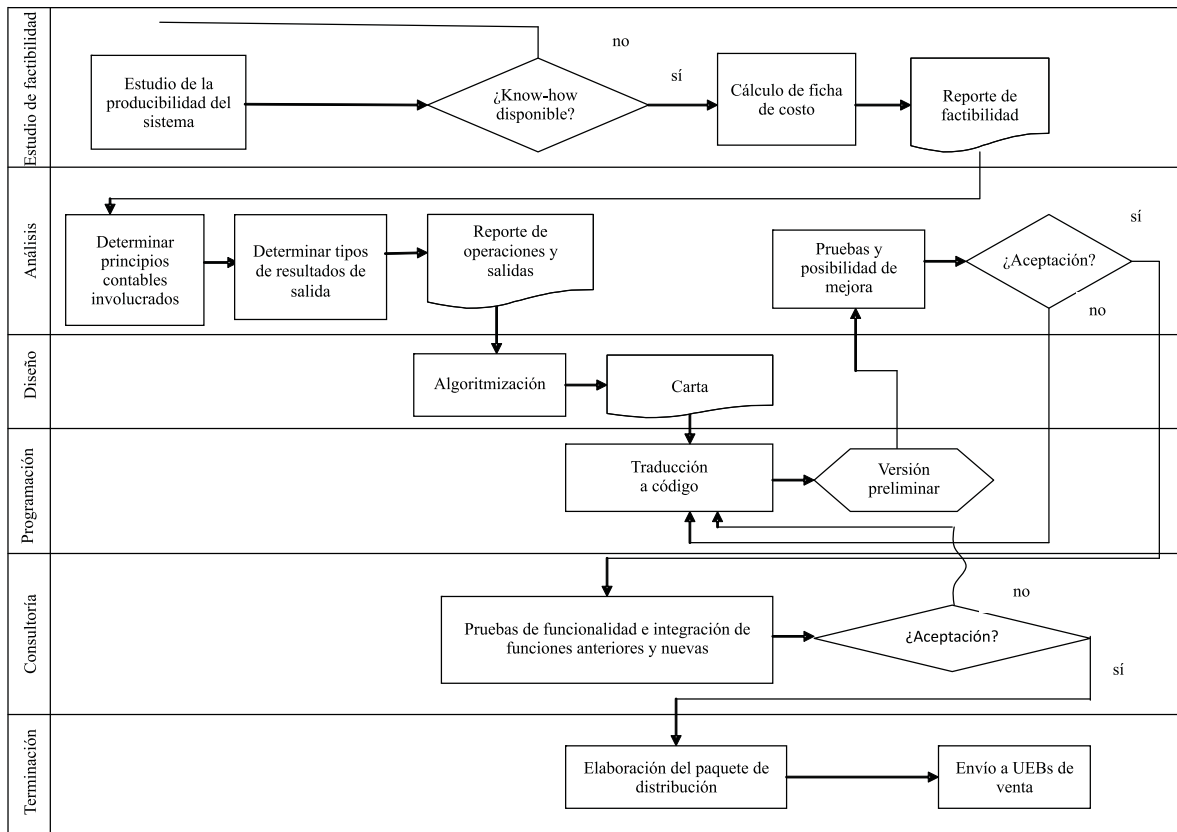 Estudio de factibilidad
Estudio de la
producibilidad del
sistema
¿Know-how
disponible?
no
sí
Cálculo de ficha
de costo
Reporte de
factibilidad
Análisis
Determinar
principios
contables
involucrados
Determinar tipos
de resultados de
salida
Reporte de
operaciones y
salidas
Pruebas y
posibilidad de
mejora
¿Aceptación?
sí
no
Diseño
Algoritmización
Carta
Programación
Traducción
a código
Versión
preliminar
Consultoría
Pruebas de funcionalidad e integración de
funciones anteriores y nuevas
¿Aceptación?
no
sí
Terminación
Elaboración del paquete de
distribución
Envío a UEBs de
venta